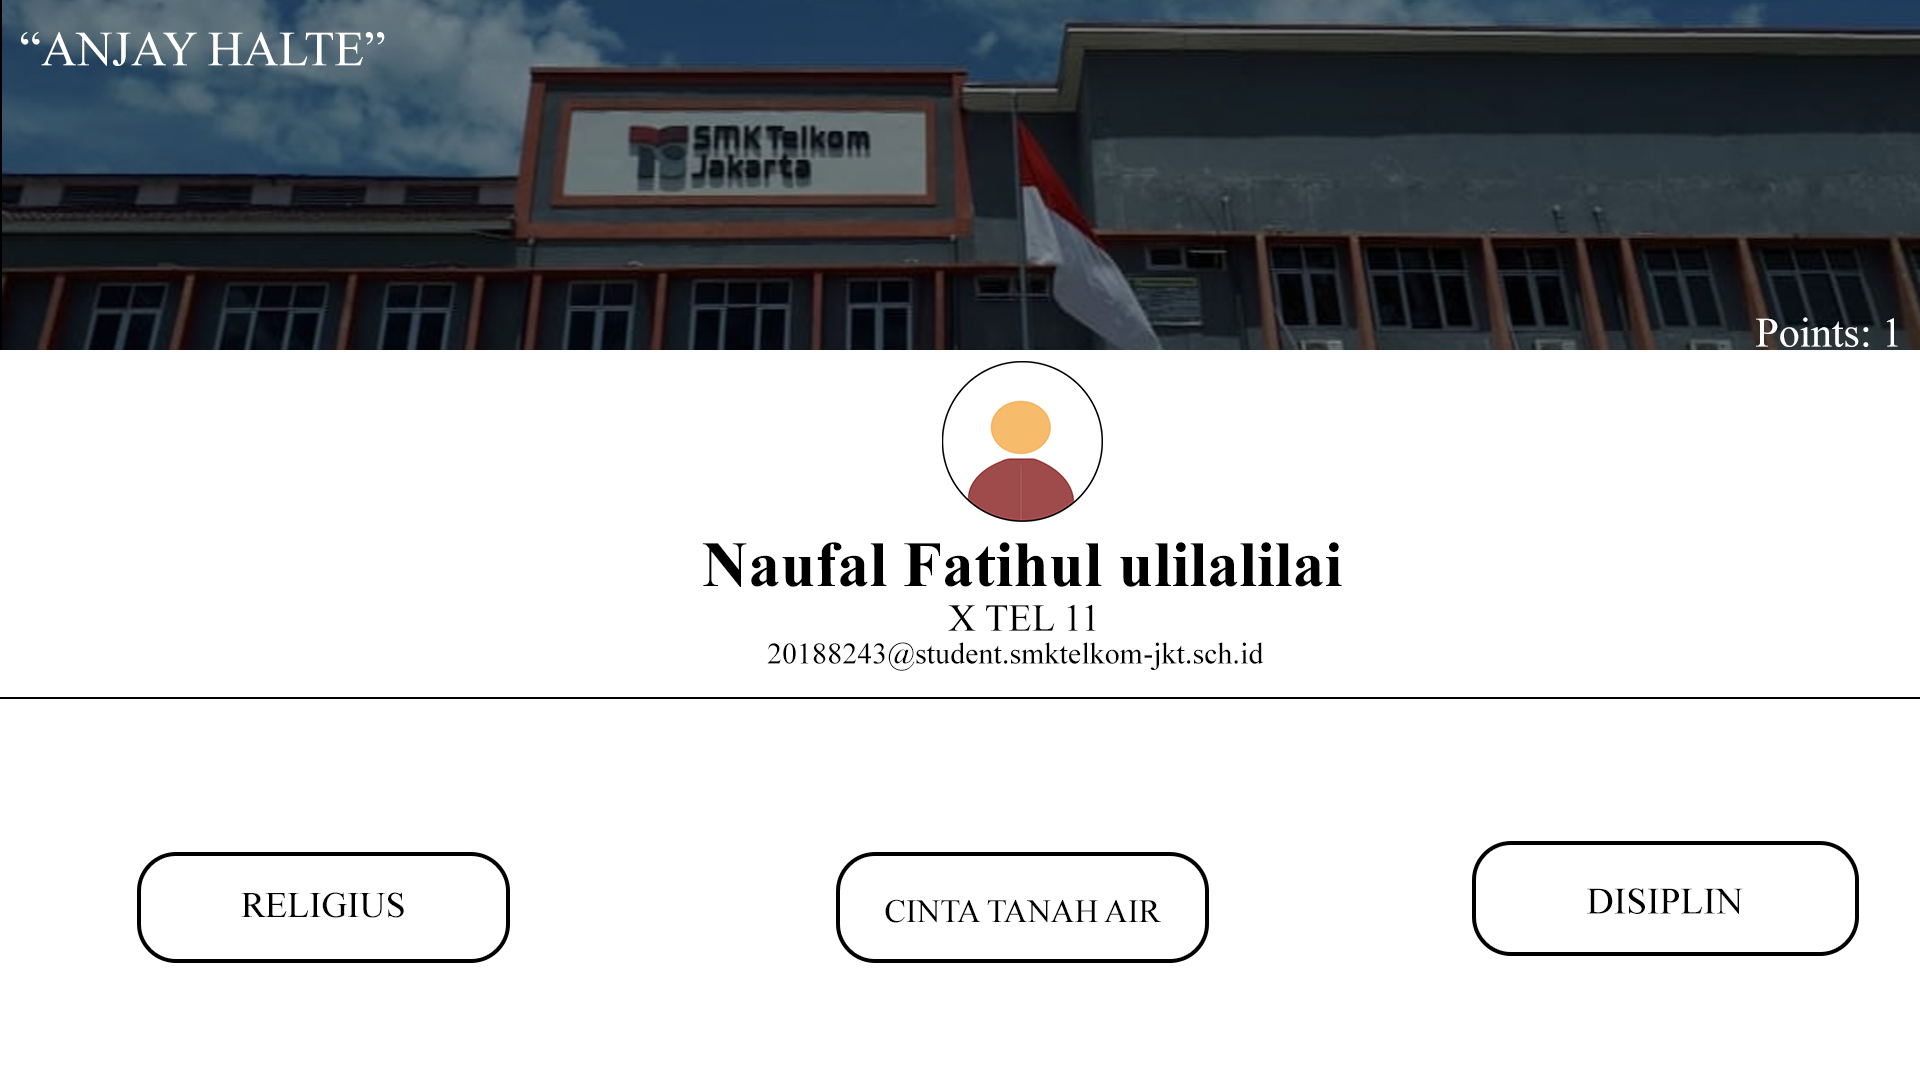 “ANJAY HALTE”
SMK Telkom
Jakarta
Points: 1
Naufal Fatihul ulilalilai
X TEL 11
20188243@student.smktelkom-jkt.sch.id
RELIGIUS
CINTA TANAH AIR
DISIPLIN